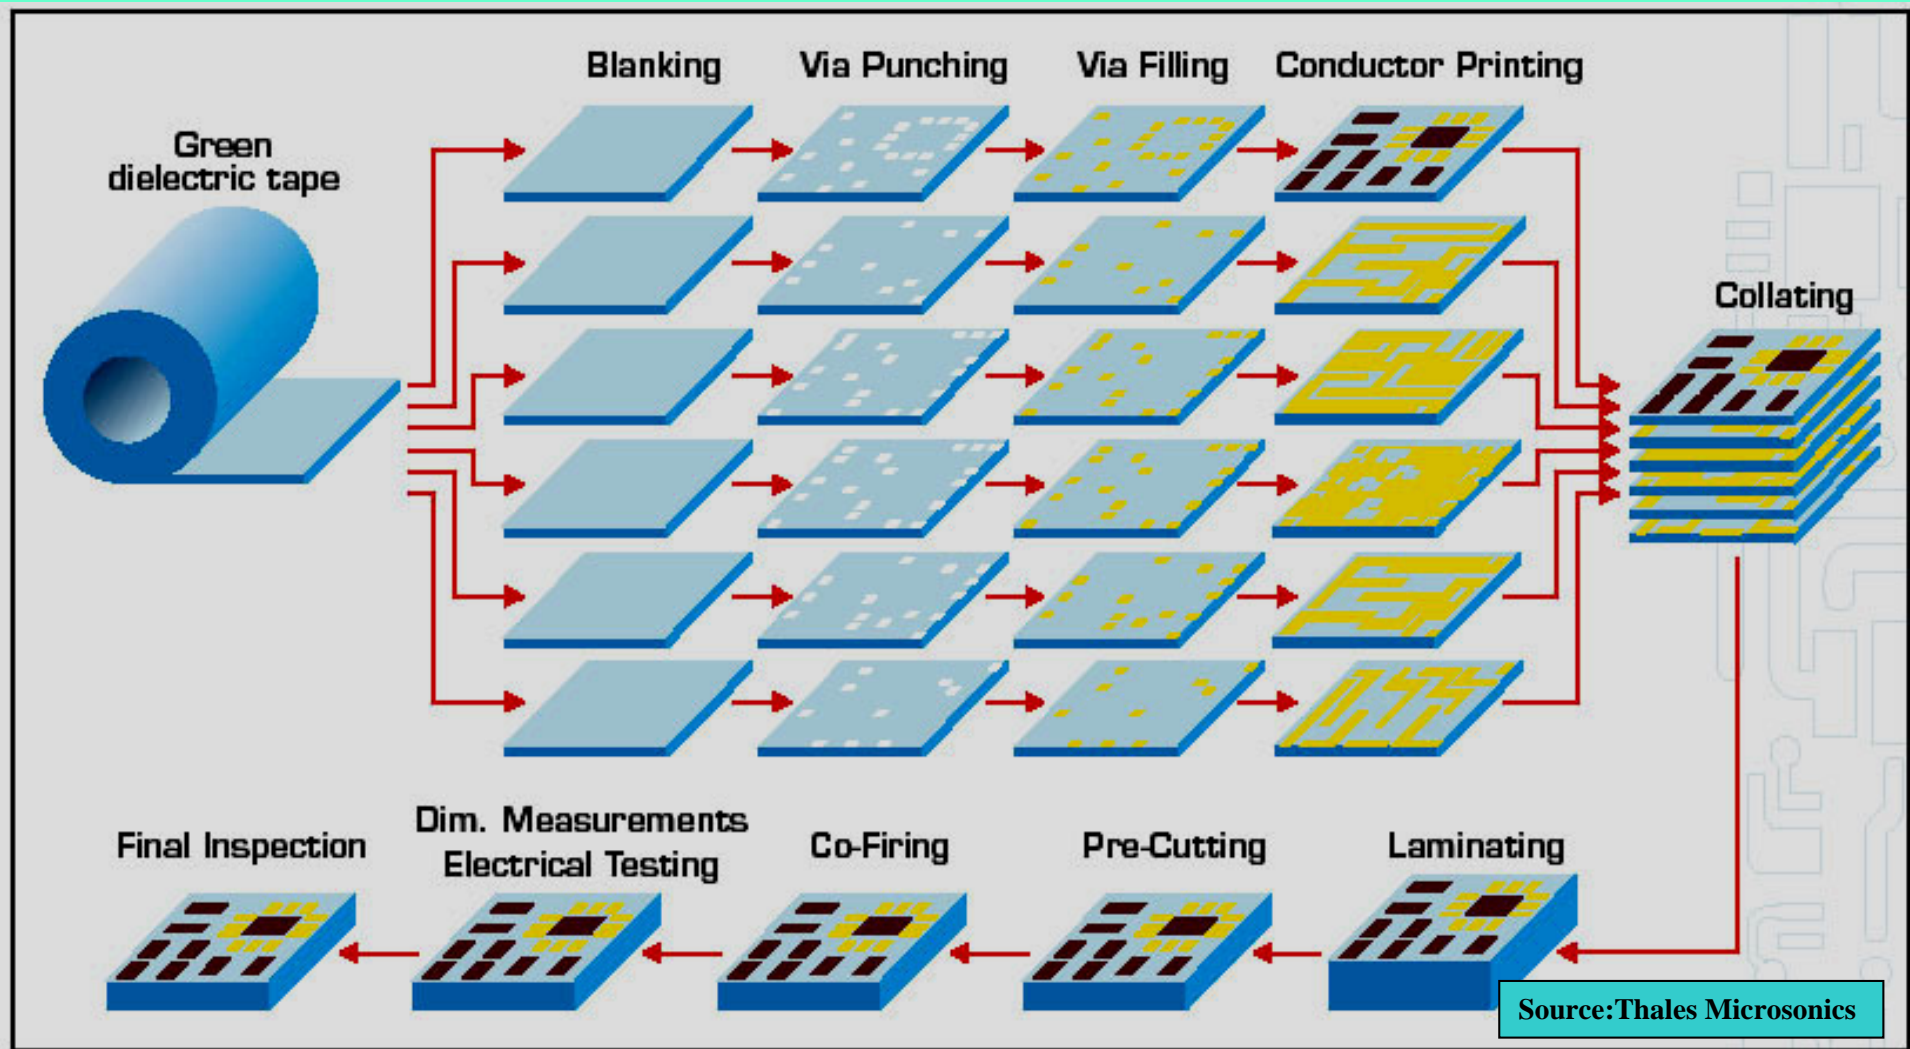 Blanking
Via Punching
Via Filling
Conductor Printing
Green
dielectric tape
Collating
Final Inspection
Dim. Measurements
Electrical Testing
Co-Firing
Pre-Cutting
Laminating
Source:Thales Microsonics